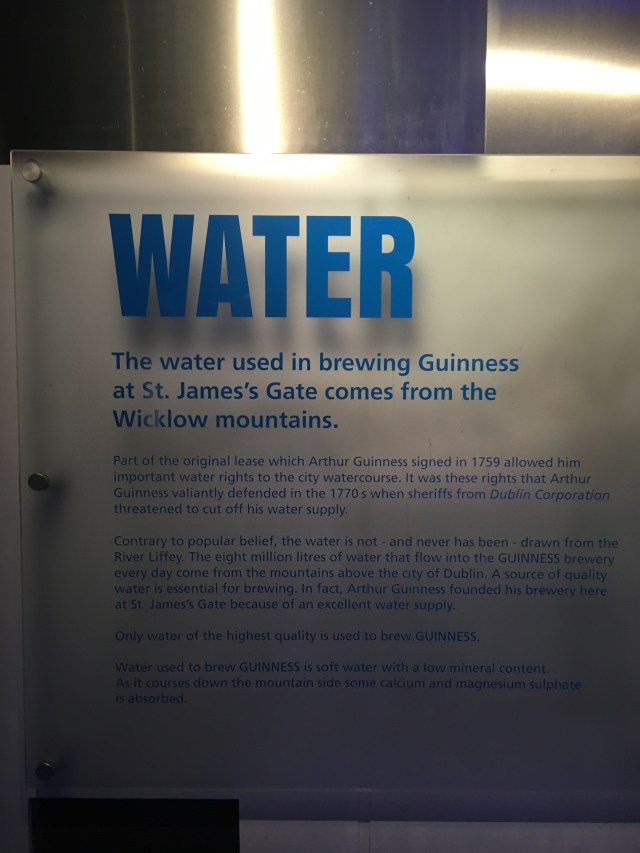 WATER
The water used in brewing Guinness
at St. James's Gate comes from the
Wicklow mountains.
Part of the original lease which Arthur Guinness signed in 1759 allowed him
important water rights to the city watercourse. It was these rights that Arthur
Guinness valiantly defended in the 1770s when sheriffs from Dublin Corporation
threatened to cut off his water supply.
Contrary to popular belief, the water is not - and never has been - drawn from the
River Liffey. The eight million litres of water that flow into the GUINNESS brewery
every day come from the mountains above the city of Dublin. A source of quality
water is essential for brewing. In fact, Arthur Guinness founded his brewery here
at St. James's Gate because of an excellent water supply.
Only water of the highest quality is used to brew GUINNESS.
Water used to brew GUINNESS is soft water with a low mineral content.
As it courses down the mountain side some calcium and magnesium sulphate
is absorbed.